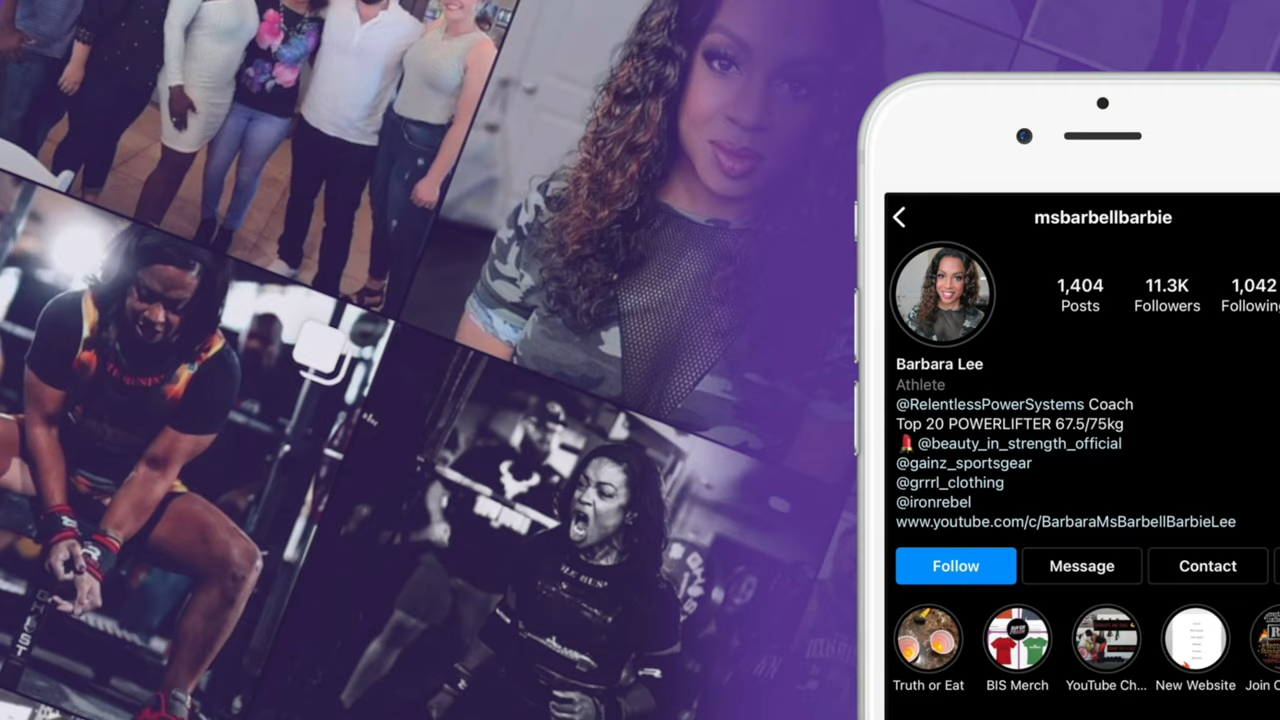 msbarbellbarbie
1,404 11.3K 1,042
Posts Followers Following
Barbara Lee
Athlete
@RelentlessPowerSystems Coach
Top 20 POWERLIFTER 67.5/75kg
💄 @beauty_in_strength_official
@gainz_sportsgear
@grrrl_clothing
@ironrebel
www.youtube.com/c/BarbaraMsBarbellBarbieLee
Follow Message Contact
Truth or Eat BIS Merch YouTube Ch... New Website Join